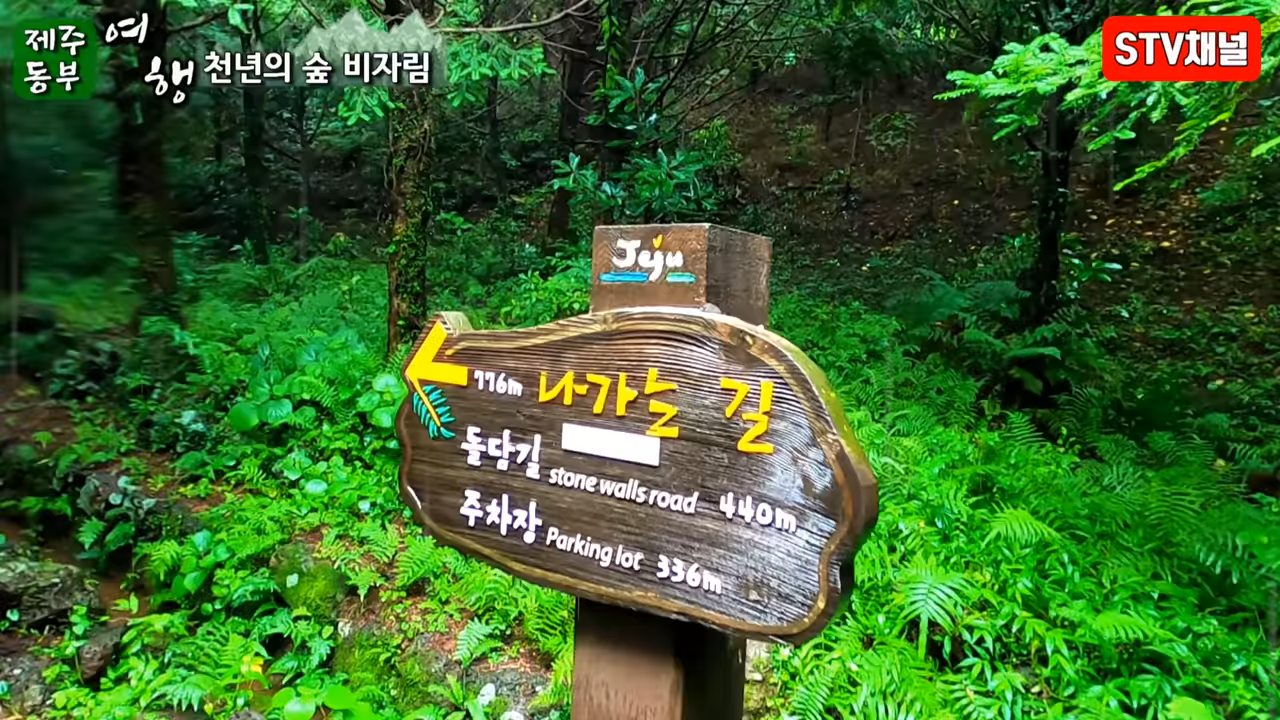 제주 여행
동부
천년의 숲 비자림
STV채널
Jeju
776m 나가는 길
돌담길 stone walls road 440m
주차장 Parking lot 336m